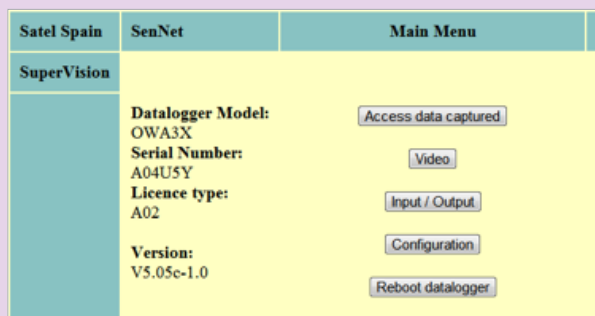 Satel Spain
SenNet
Main Menu
SuperVision
Datalogger Model:
OWA3X
Serial Number:
A04U5Y
Licence type:
A02
Version:
V5.05c-1.0
Access data captured
Video
Input / Output
Configuration
Reboot datalogger